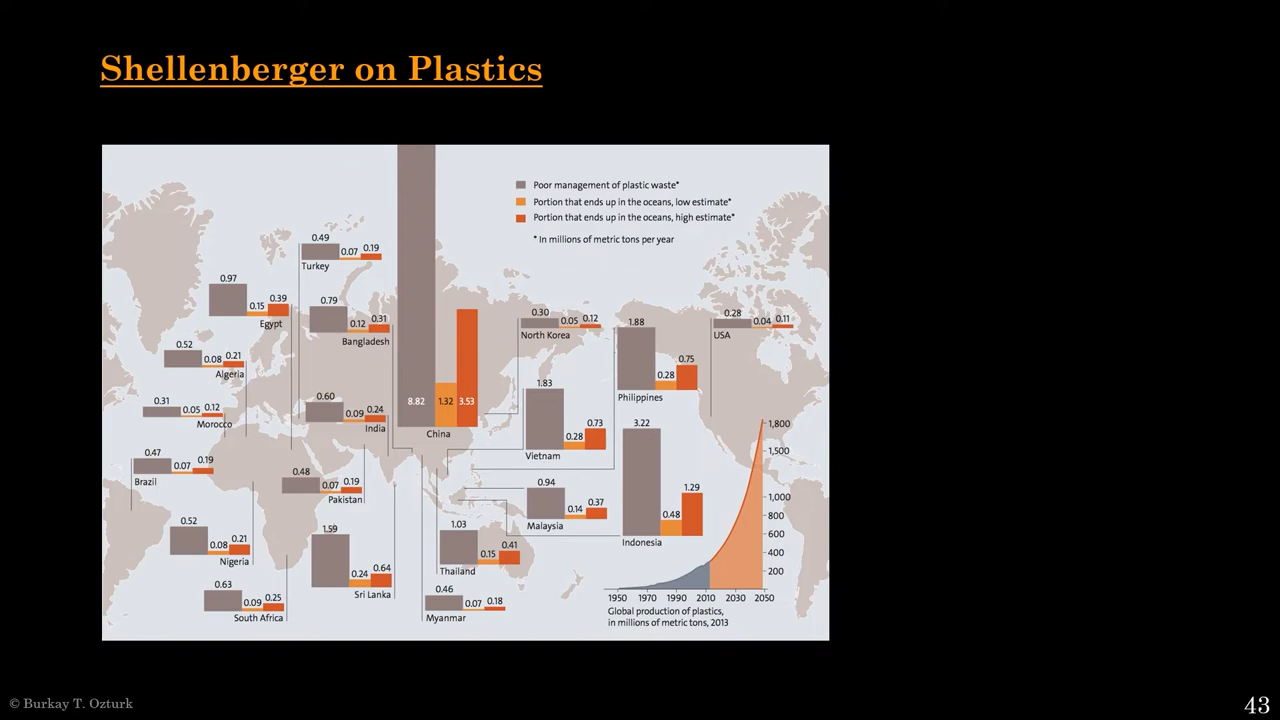 Shellenberger on Plastics
Poor management of plastic waste*
Portion that ends up in the oceans, low estimate*
Portion that ends up in the oceans, high estimate*
* In millions of metric tons per year
0.49 0.07 0.19
Turkey
0.97 0.15 0.39
Egypt
0.79 0.12 0.31
Bangladesh
0.30 0.05 0.12
North Korea
1.88 0.28 0.75
Philippines
0.28 0.04 0.11
USA
0.52 0.08 0.21
Algeria
0.31 0.05 0.12
Morocco
0.60 0.09 0.24
India
8.82 1.32 3.53
China
1.83 0.28 0.73
Vietnam
3.22 0.48 1.29
Indonesia
0.47 0.07 0.19
Brazil
0.48 0.07 0.19
Pakistan
0.94 0.14 0.37
Malaysia
0.52 0.08 0.21
Nigeria
1.59 0.24 0.64
Sri Lanka
1.03 0.15 0.41
Thailand
0.63 0.09 0.25
South Africa
0.46 0.07 0.18
Myanmar
1,800
1,500
1,000
800
600
400
200
1950 1970 1990 2010 2030 2050
Global production of plastics,
in millions of metric tons, 2013
© Burkay T. Ozturk
43